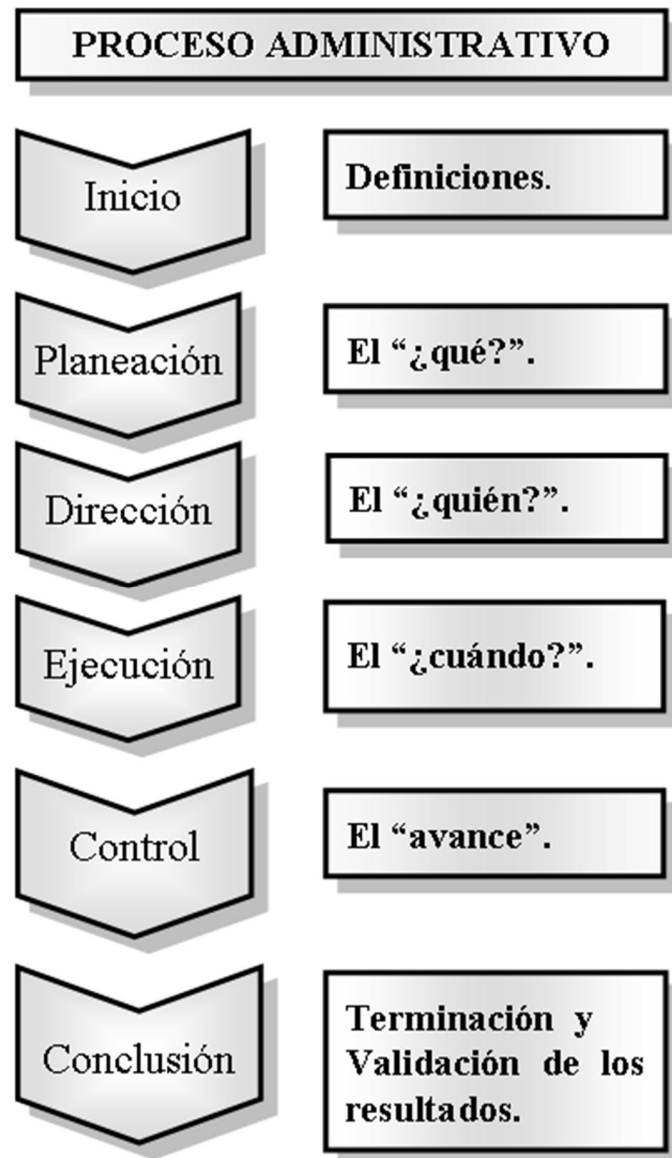 PROCESO ADMINISTRATIVO
Inicio
Definiciones.
Planeación
El “¿qué?”.
Dirección
El “¿quién?”.
Ejecución
El “¿cuándo?”.
Control
El “avance”.
Conclusión
Terminación y
Validación de los
resultados.